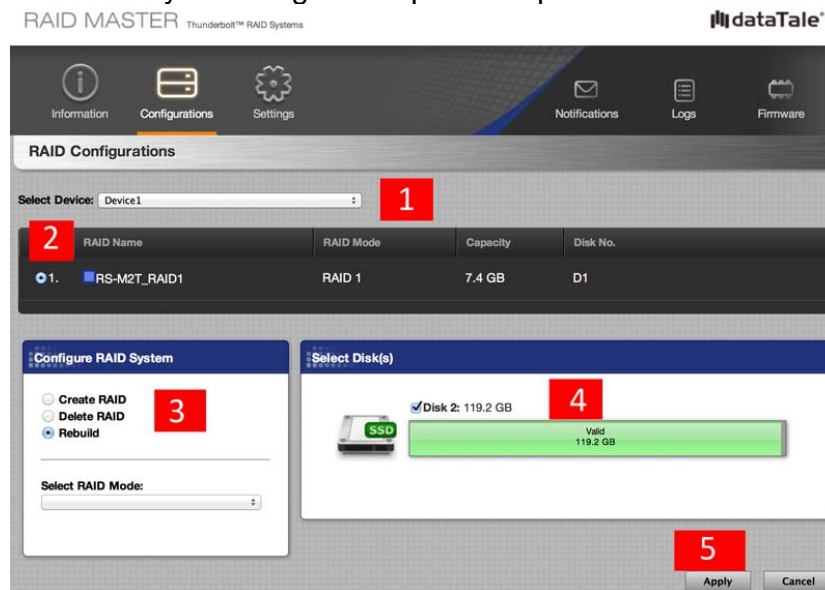 RAID MASTER Thunderbolt™ RAID Systems
dataTale®
Information
Configurations
Settings
Notifications
Logs
Firmware
RAID Configurations
Select Device: Device1
1
2
RAID Name RAID Mode Capacity Disk No.
1. RS-M2T_RAID1 RAID 1 7.4 GB D1
Configure RAID System
Create RAID
Delete RAID
Rebuild
3
Select RAID Mode:
Select Disk(s)
Disk 2: 119.2 GB
4
SSD
Valid
119.2 GB
5
Apply
Cancel